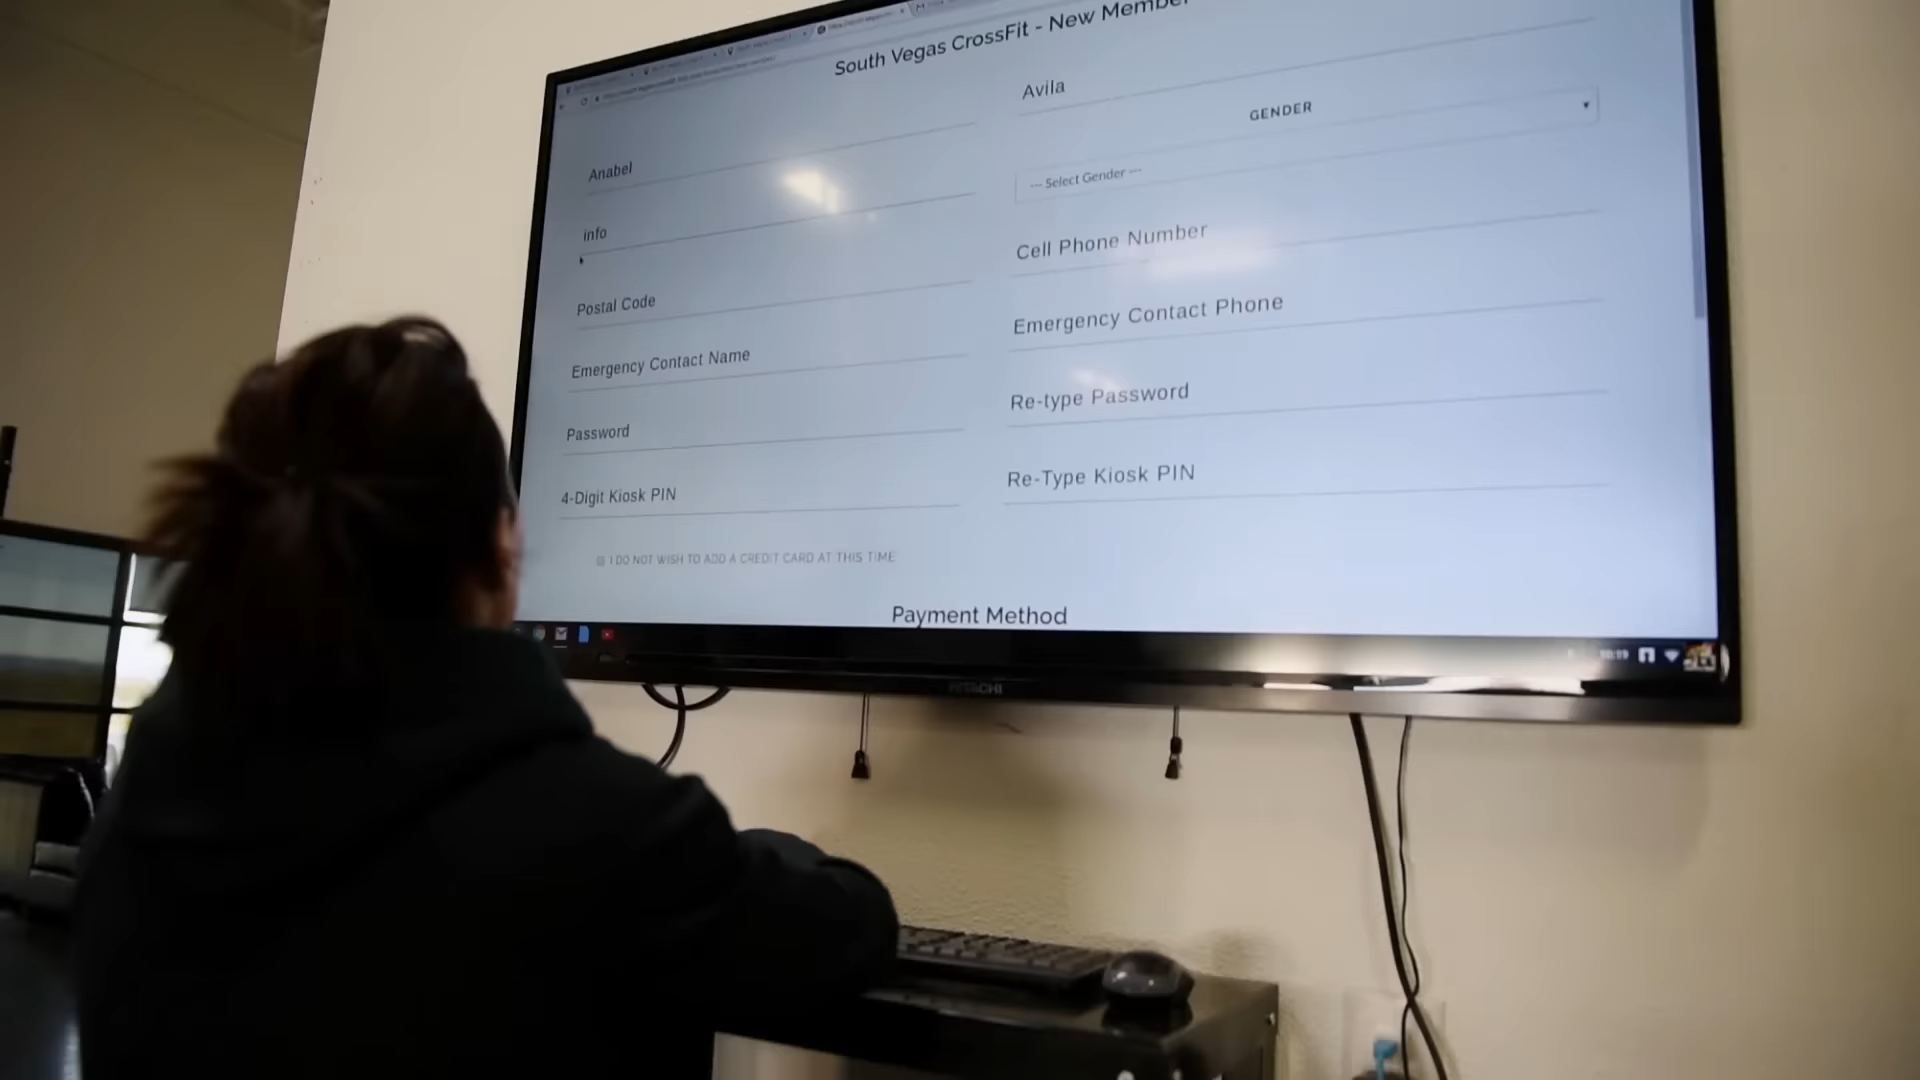 South Vegas CrossFit - New Member
Anabel
Avila
GENDER
info
--- Select Gender ---
Postal Code
Cell Phone Number
Emergency Contact Name
Emergency Contact Phone
Password
Re-type Password
4-Digit Kiosk PIN
Re-Type Kiosk PIN
I DO NOT WISH TO ADD A CREDIT CARD AT THIS TIME
Payment Method
HITACHI